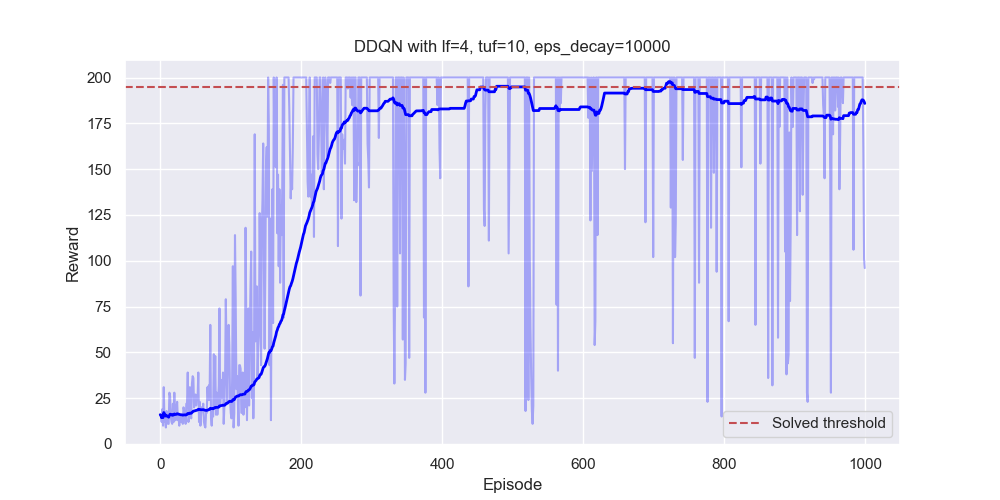 DDQN with lf=4, tuf=10, eps_decay=10000
200
175
150
125
100
75
50
25
0
Reward
0 200 400 600 800 1000
Episode
Solved threshold